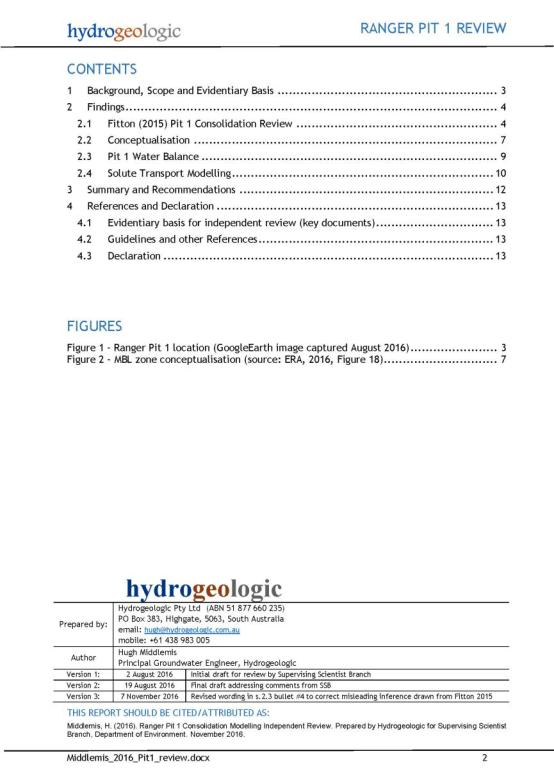 hydrogeologic RANGER PIT 1 REVIEW
CONTENTS
1 Background, Scope and Evidentiary Basis ................................................... 3
2 Findings..................................................................................... 4
2.1 Fitton (2015) Pit 1 Consolidation Review ............................................. 4
2.2 Conceptualisation ..................................................................... 7
2.3 Pit 1 Water Balance ................................................................... 9
2.4 Solute Transport Modelling............................................................ 10
3 Summary and Recommendations .............................................................. 12
4 References and Declaration ................................................................ 13
4.1 Evidentiary basis for independent review (key documents)............................... 13
4.2 Guidelines and other References....................................................... 13
4.3 Declaration .......................................................................... 13
FIGURES
Figure 1 - Ranger Pit 1 location (GoogleEarth image captured August 2016)...................... 3
Figure 2 - MBL zone conceptualisation (source: ERA, 2016, Figure 18)........................... 7
hydrogeologic
Prepared by:
Hydrogeologic Pty Ltd (ABN 51 877 660 235)
PO Box 383, Highgate, 5063, South Australia
email: hugh@hydrogeologic.com.au
mobile: +61 438 983 005
Author
Hugh Middlemis
Principal Groundwater Engineer, Hydrogeologic
Version 1: 2 August 2016 Initial draft for review by Supervising Scientist Branch
Version 2: 19 August 2016 Final draft addressing comments from SSB
Version 3: 7 November 2016 Revised wording in s.2.3 bullet #4 to correct misleading inference drawn from Fitton 2015
THIS REPORT SHOULD BE CITED/ATTRIBUTED AS:
Middlemis, H. (2016). Ranger Pit 1 Consolidation Modelling Independent Review. Prepared by Hydrogeologic for Supervising Scientist
Branch, Department of Environment. November 2016.
Middlemis_2016_Pit1_review.docx 2